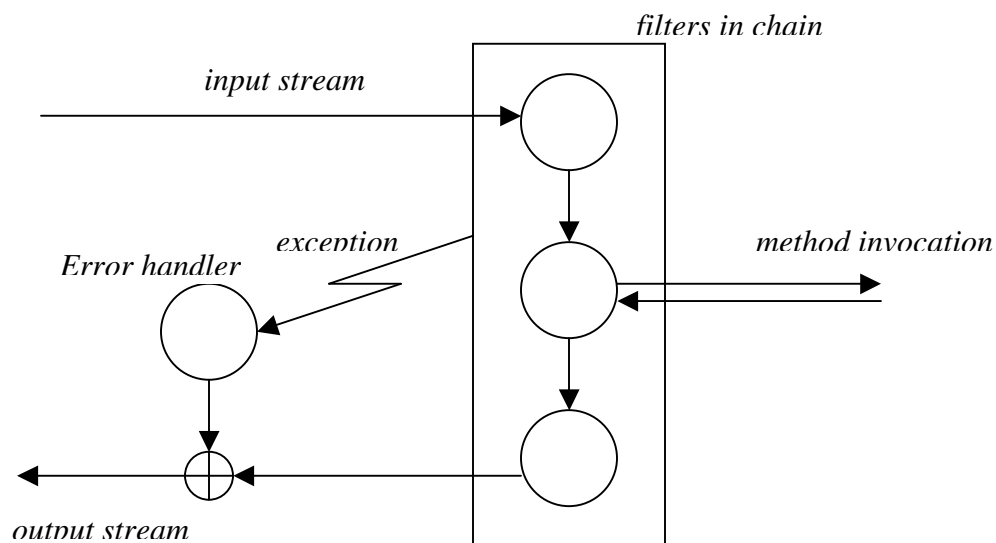 filters in chain
input stream
exception
method invocation
Error handler
output stream